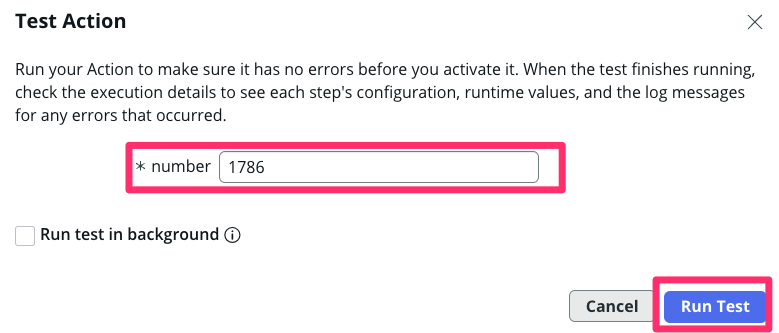 Test Action
Run your Action to make sure it has no errors before you activate it. When the test finishes running,
check the execution details to see each step's configuration, runtime values, and the log messages
for any errors that occurred.
* number 1786
Run test in background
Cancel Run Test